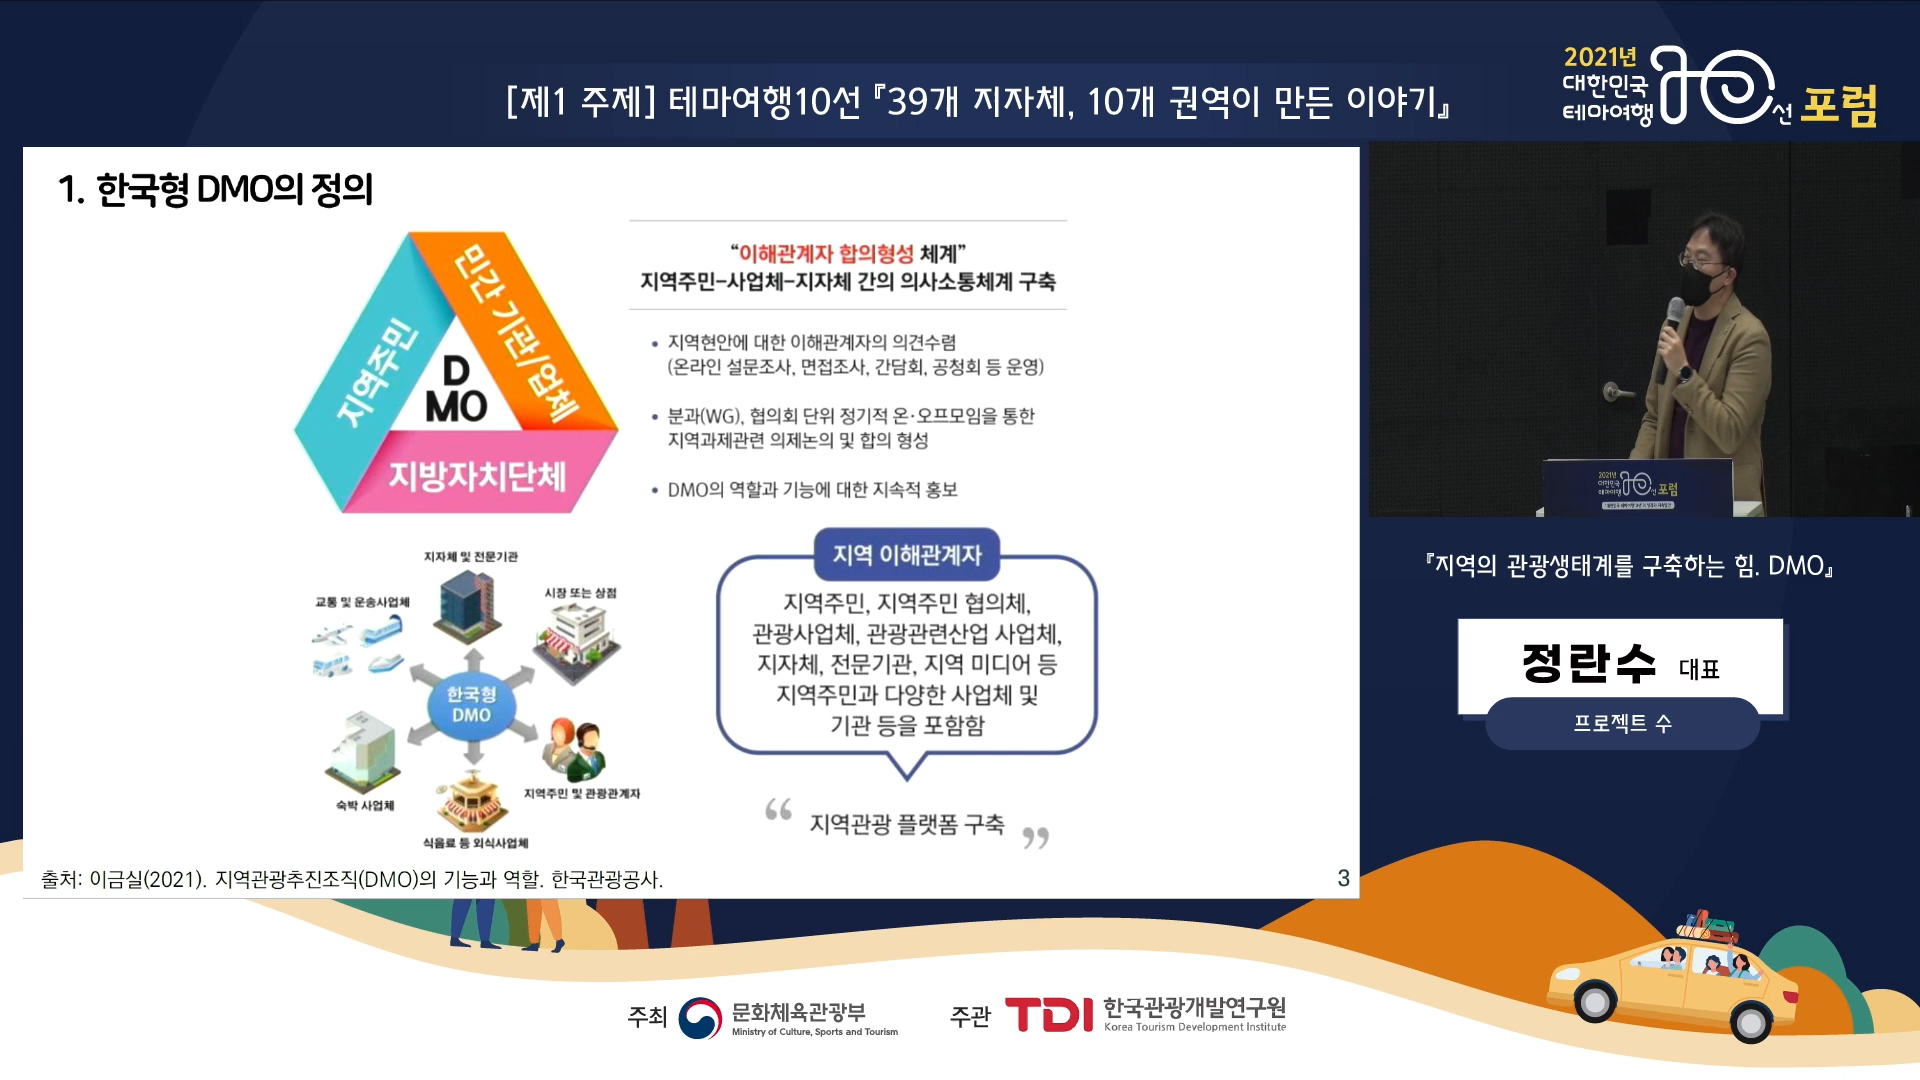 [제1 주제] 테마여행10선 『39개 지자체, 10개 권역이 만든 이야기』
2021년
대한민국
테마여행
10선 포럼
1. 한국형 DMO의 정의
지역주민
민간 기관/업체
지방자치단체
D
MO
“이해관계자 합의형성 체계”
지역주민-사업체-지자체 간의 의사소통체계 구축
• 지역현안에 대한 이해관계자의 의견수렴
(온라인 설문조사, 면접조사, 간담회, 공청회 등 운영)
• 분과(WG), 협의회 단위 정기적 온·오프모임을 통한
지역과제관련 의제논의 및 합의 형성
• DMO의 역할과 기능에 대한 지속적 홍보
지자체 및 전문기관
교통 및 운송사업체
시장 또는 상점
한국형
DMO
숙박 사업체
지역주민 및 관광관계자
식음료 등 외식사업체
지역 이해관계자
지역주민, 지역주민 협의체,
관광사업체, 관광관련산업 사업체,
지자체, 전문기관, 지역 미디어 등
지역주민과 다양한 사업체 및
기관 등을 포함함
“ 지역관광 플랫폼 구축 ”
출처: 이금실(2021). 지역관광추진조직(DMO)의 기능과 역할. 한국관광공사.
3
2021년
대한민국
테마여행
10선 포럼
『지역의 관광생태계를 구축하는 힘. DMO』
정란수 대표
프로젝트 수
주최 문화체육관광부
Ministry of Culture, Sports and Tourism
주관 TDI 한국관광개발연구원
Korea Tourism Development Institute